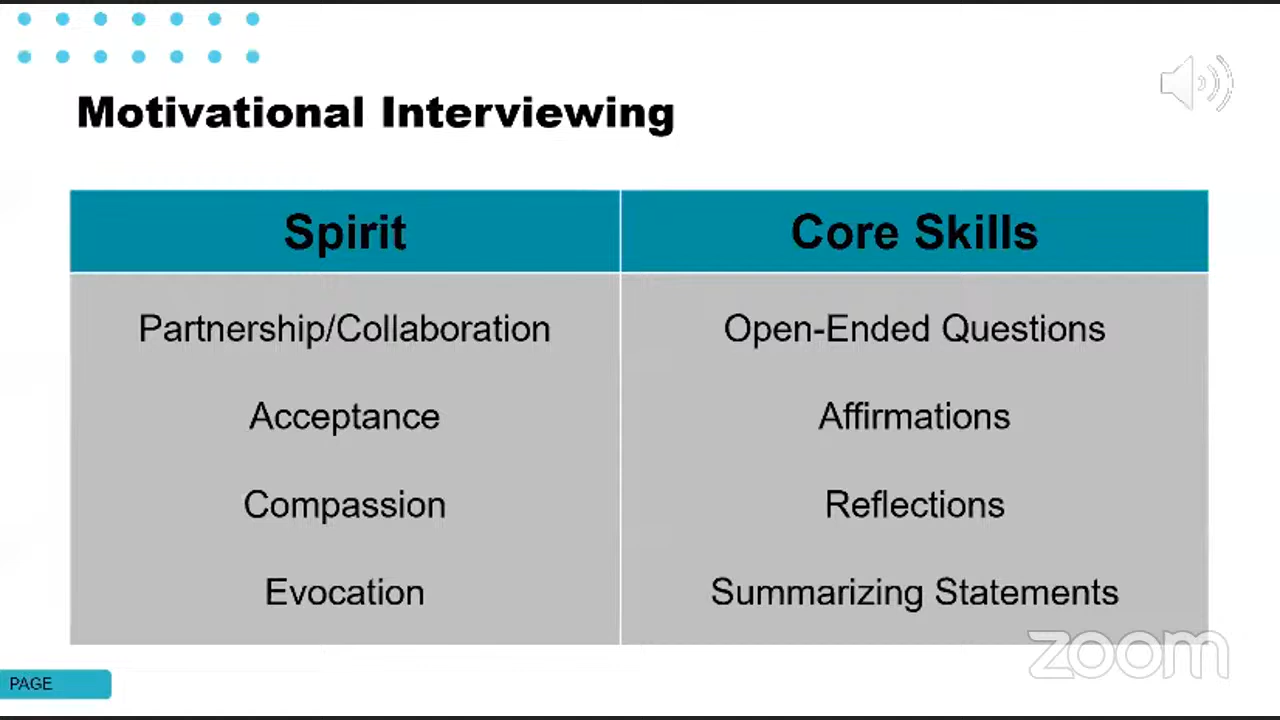 Motivational Interviewing
Spirit
Core Skills
Partnership/Collaboration
Open-Ended Questions
Acceptance
Affirmations
Compassion
Reflections
Evocation
Summarizing Statements
zoom
PAGE